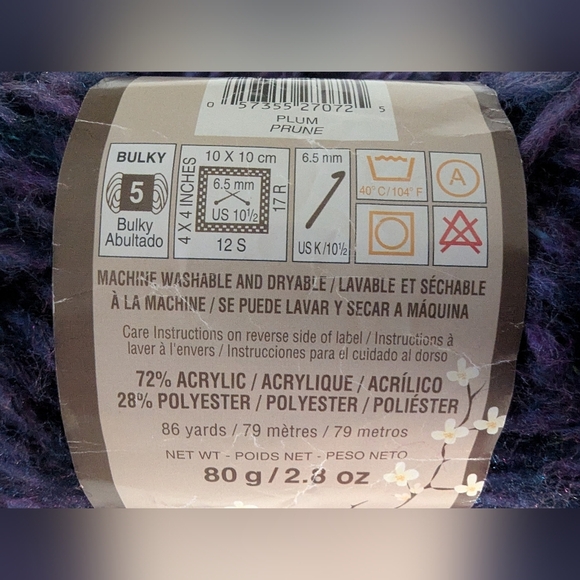 0 57355 27072 5
PLUM
PRUNE
BULKY
5
Bulky
Abultado
4 X 4 INCHES
10 X 10 cm
6.5 mm
US 10½
17 R
12 S
6.5 mm
US K/10½
40° C/104° F
A
MACHINE WASHABLE AND DRYABLE / LAVABLE ET SÉCHABLE
À LA MACHINE / SE PUEDE LAVAR Y SECAR A MÁQUINA
Care Instructions on reverse side of label / Instructions à
laver à l'envers / Instrucciones para el cuidado al dorso
72% ACRYLIC / ACRYLIQUE / ACRÍLICO
28% POLYESTER / POLYESTER / POLIÉSTER
86 yards / 79 mètres / 79 metros
NET WT - POIDS NET - PESO NETO
80 g / 2.8 oz